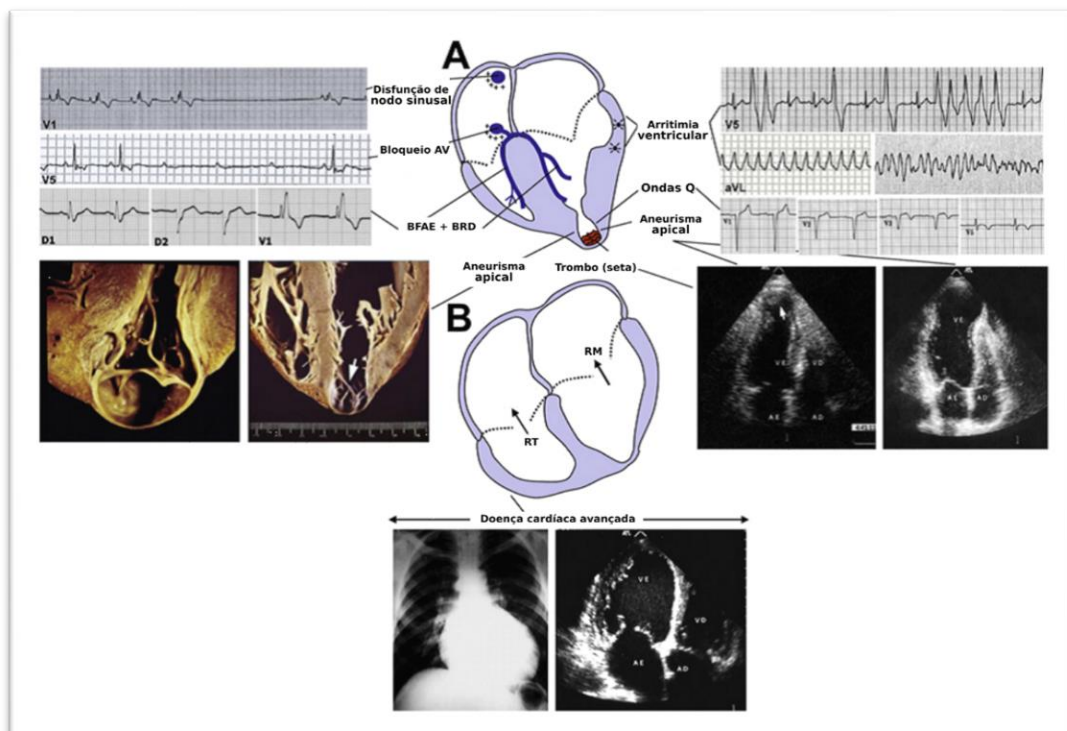 A
Disfunção de
nodo sinusal
V1
Bloqueio AV
V5
D1
D2
V1
BFAE + BRD
Arritimia
ventricular
V5
aVL
Ondas Q
V1
V2
Aneurisma
apical
Aneurisma
apical
Trombo (seta)
B
RM
RT
VE
VD
AE
AD
VE
AE
AD
Doença cardíaca avançada
VE
VD
AE
AD